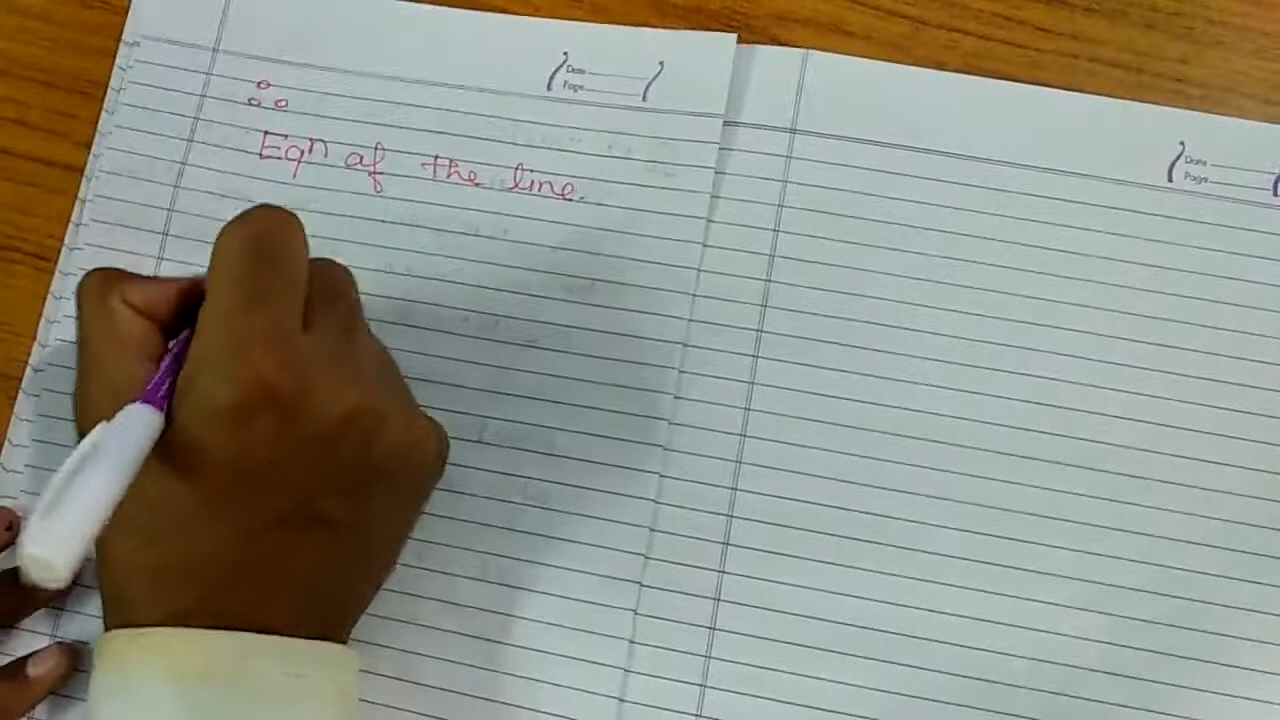 Date
Page
∴
Eqn of the line.
Date
Page